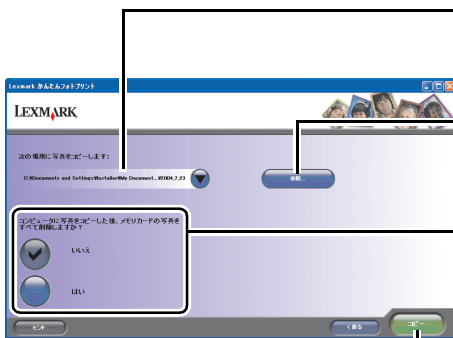 Lexmark かんたんフォトプリント
LEXMARK
次の場所に写真をコピーします:
C:¥Documents and Settings¥Installer¥My Document...¥2004.7.23
参照...
コンピュータに写真をコピーした後、メモリカードの写真を
すべて削除しますか?
いいえ
はい
ヒント
<戻る
コピー